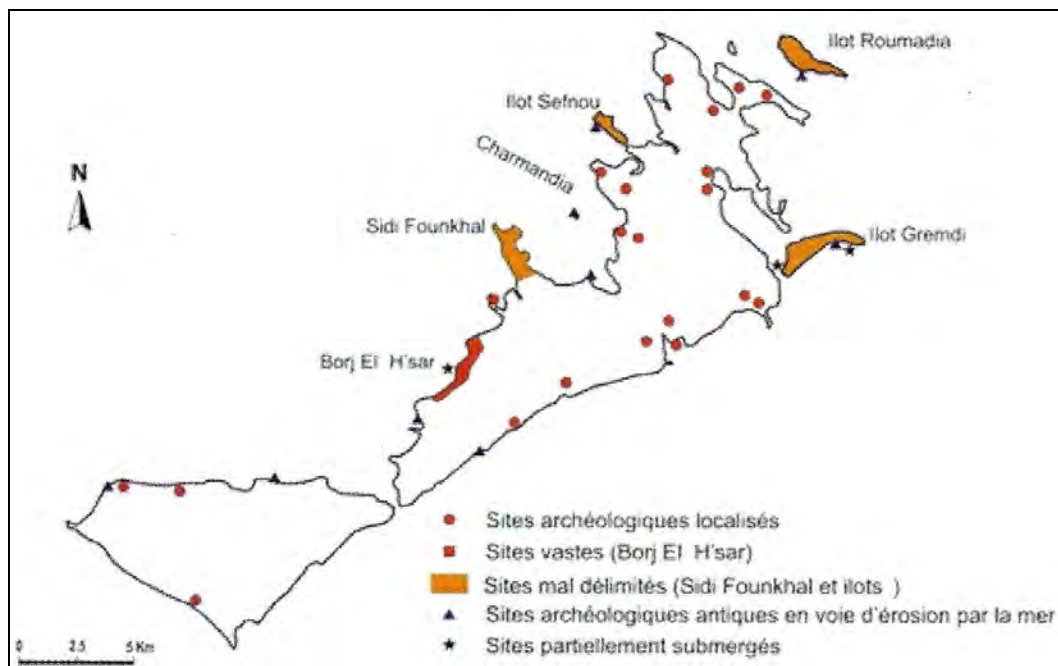 Ilot Roumadia
Ilot Sefnou
Charmandia
N
Sidi Founkhal
Ilot Gremdi
Borj El H'sar
Sites archéologiques localisés
Sites vastes (Borj El H'sar)
Sites mal délimités (Sidi Founkhal et ilots )
Sites archéologiques antiques en voie d'érosion par la mer
Sites partiellement submergés
0 2.5 5 Km